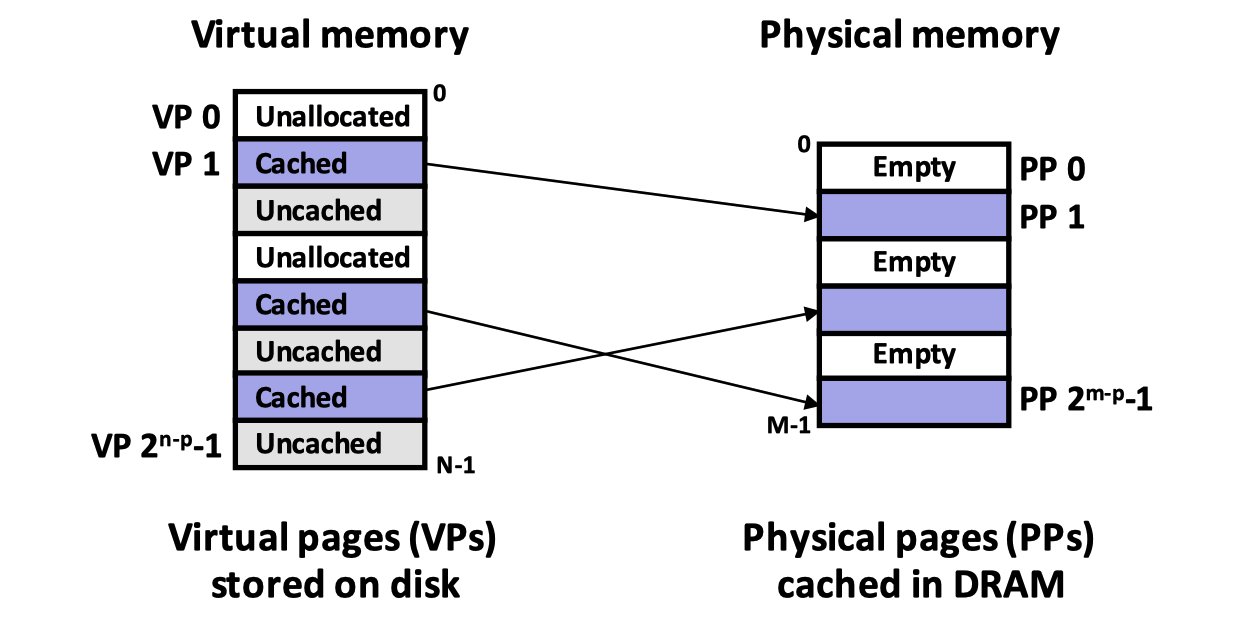 Virtual memory
Physical memory
0
VP 0
Unallocated
VP 1
Cached
Uncached
Unallocated
Cached
Uncached
Cached
VP 2ⁿ⁻ᵖ-1
Uncached
N-1
0
Empty
PP 0
PP 1
Empty
Empty
PP 2ᵐ⁻ᵖ-1
M-1
Virtual pages (VPs)
stored on disk
Physical pages (PPs)
cached in DRAM